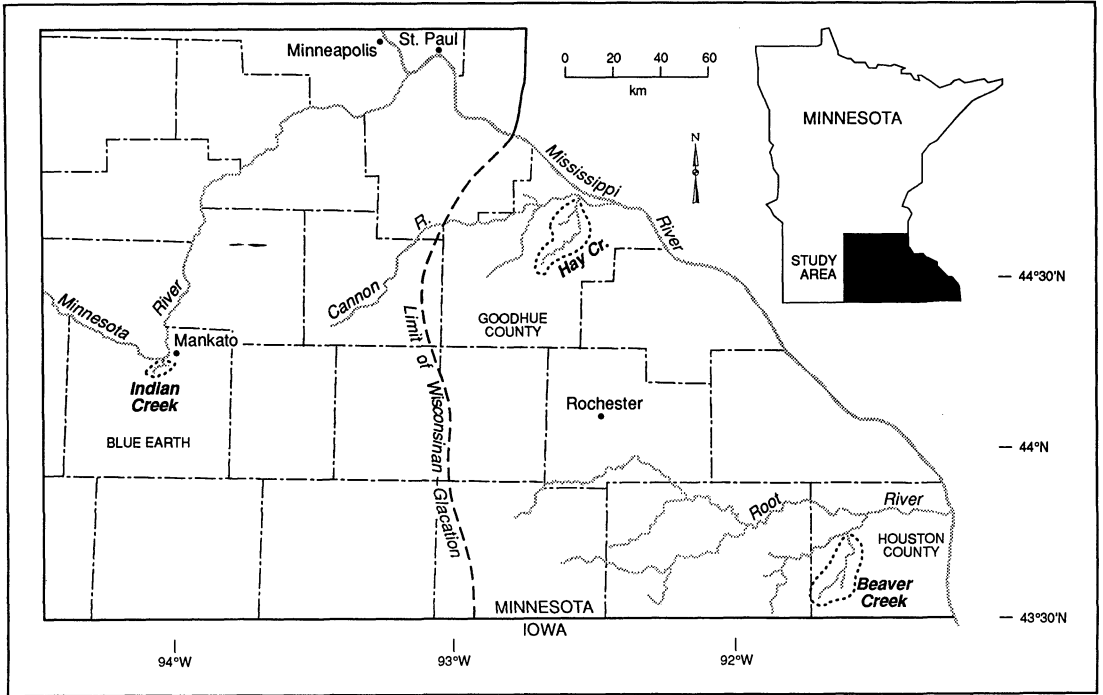 Minneapolis
St. Paul
0 20 40 60
km
N
MINNESOTA
STUDY
AREA
Mississippi
River
R.
Cannon
Hay Cr.
44°30'N
Minnesota
River
Mankato
Indian
Creek
BLUE EARTH
GOODHUE
COUNTY
Limit of Wisconsinan Glacation
Rochester
44°N
Root
River
HOUSTON
COUNTY
Beaver
Creek
MINNESOTA
IOWA
43°30'N
94°W
93°W
92°W